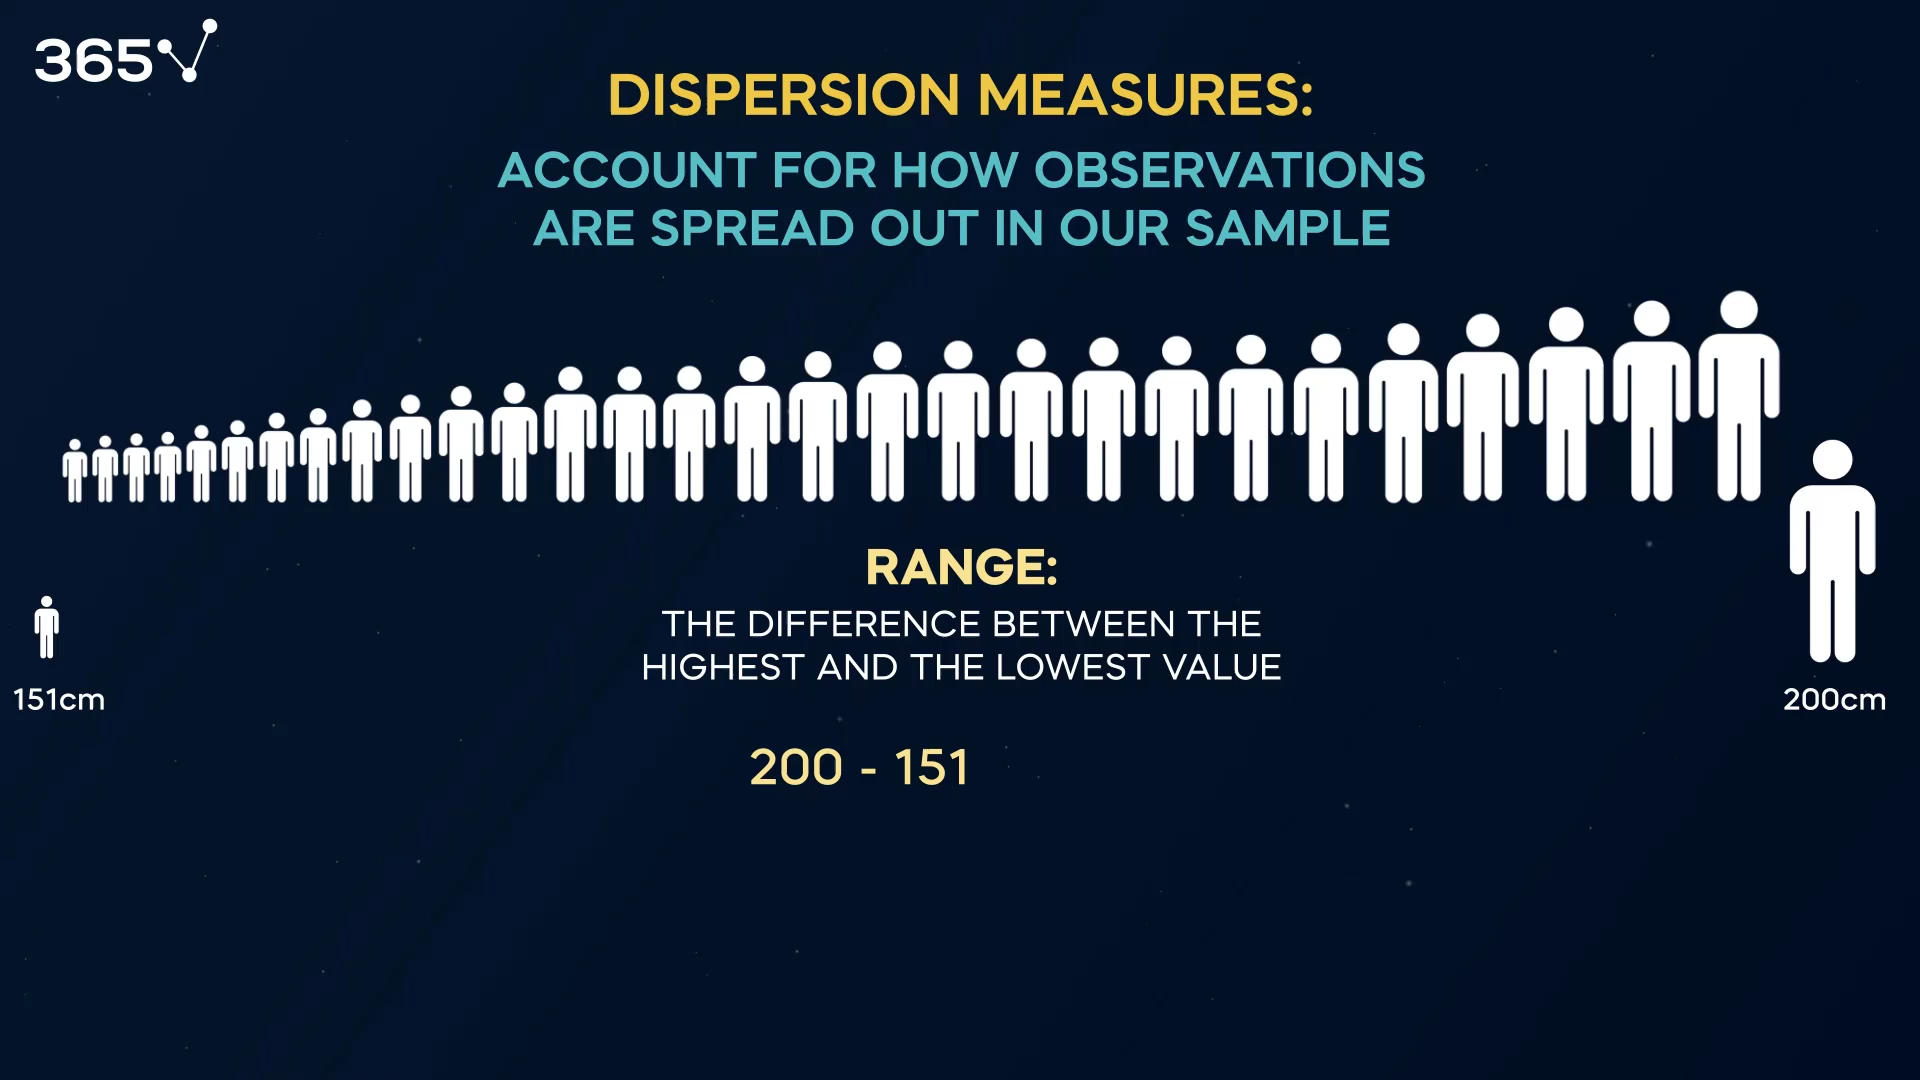 365
DISPERSION MEASURES:
ACCOUNT FOR HOW OBSERVATIONS
ARE SPREAD OUT IN OUR SAMPLE
RANGE:
THE DIFFERENCE BETWEEN THE
HIGHEST AND THE LOWEST VALUE
151cm
200cm
200 - 151